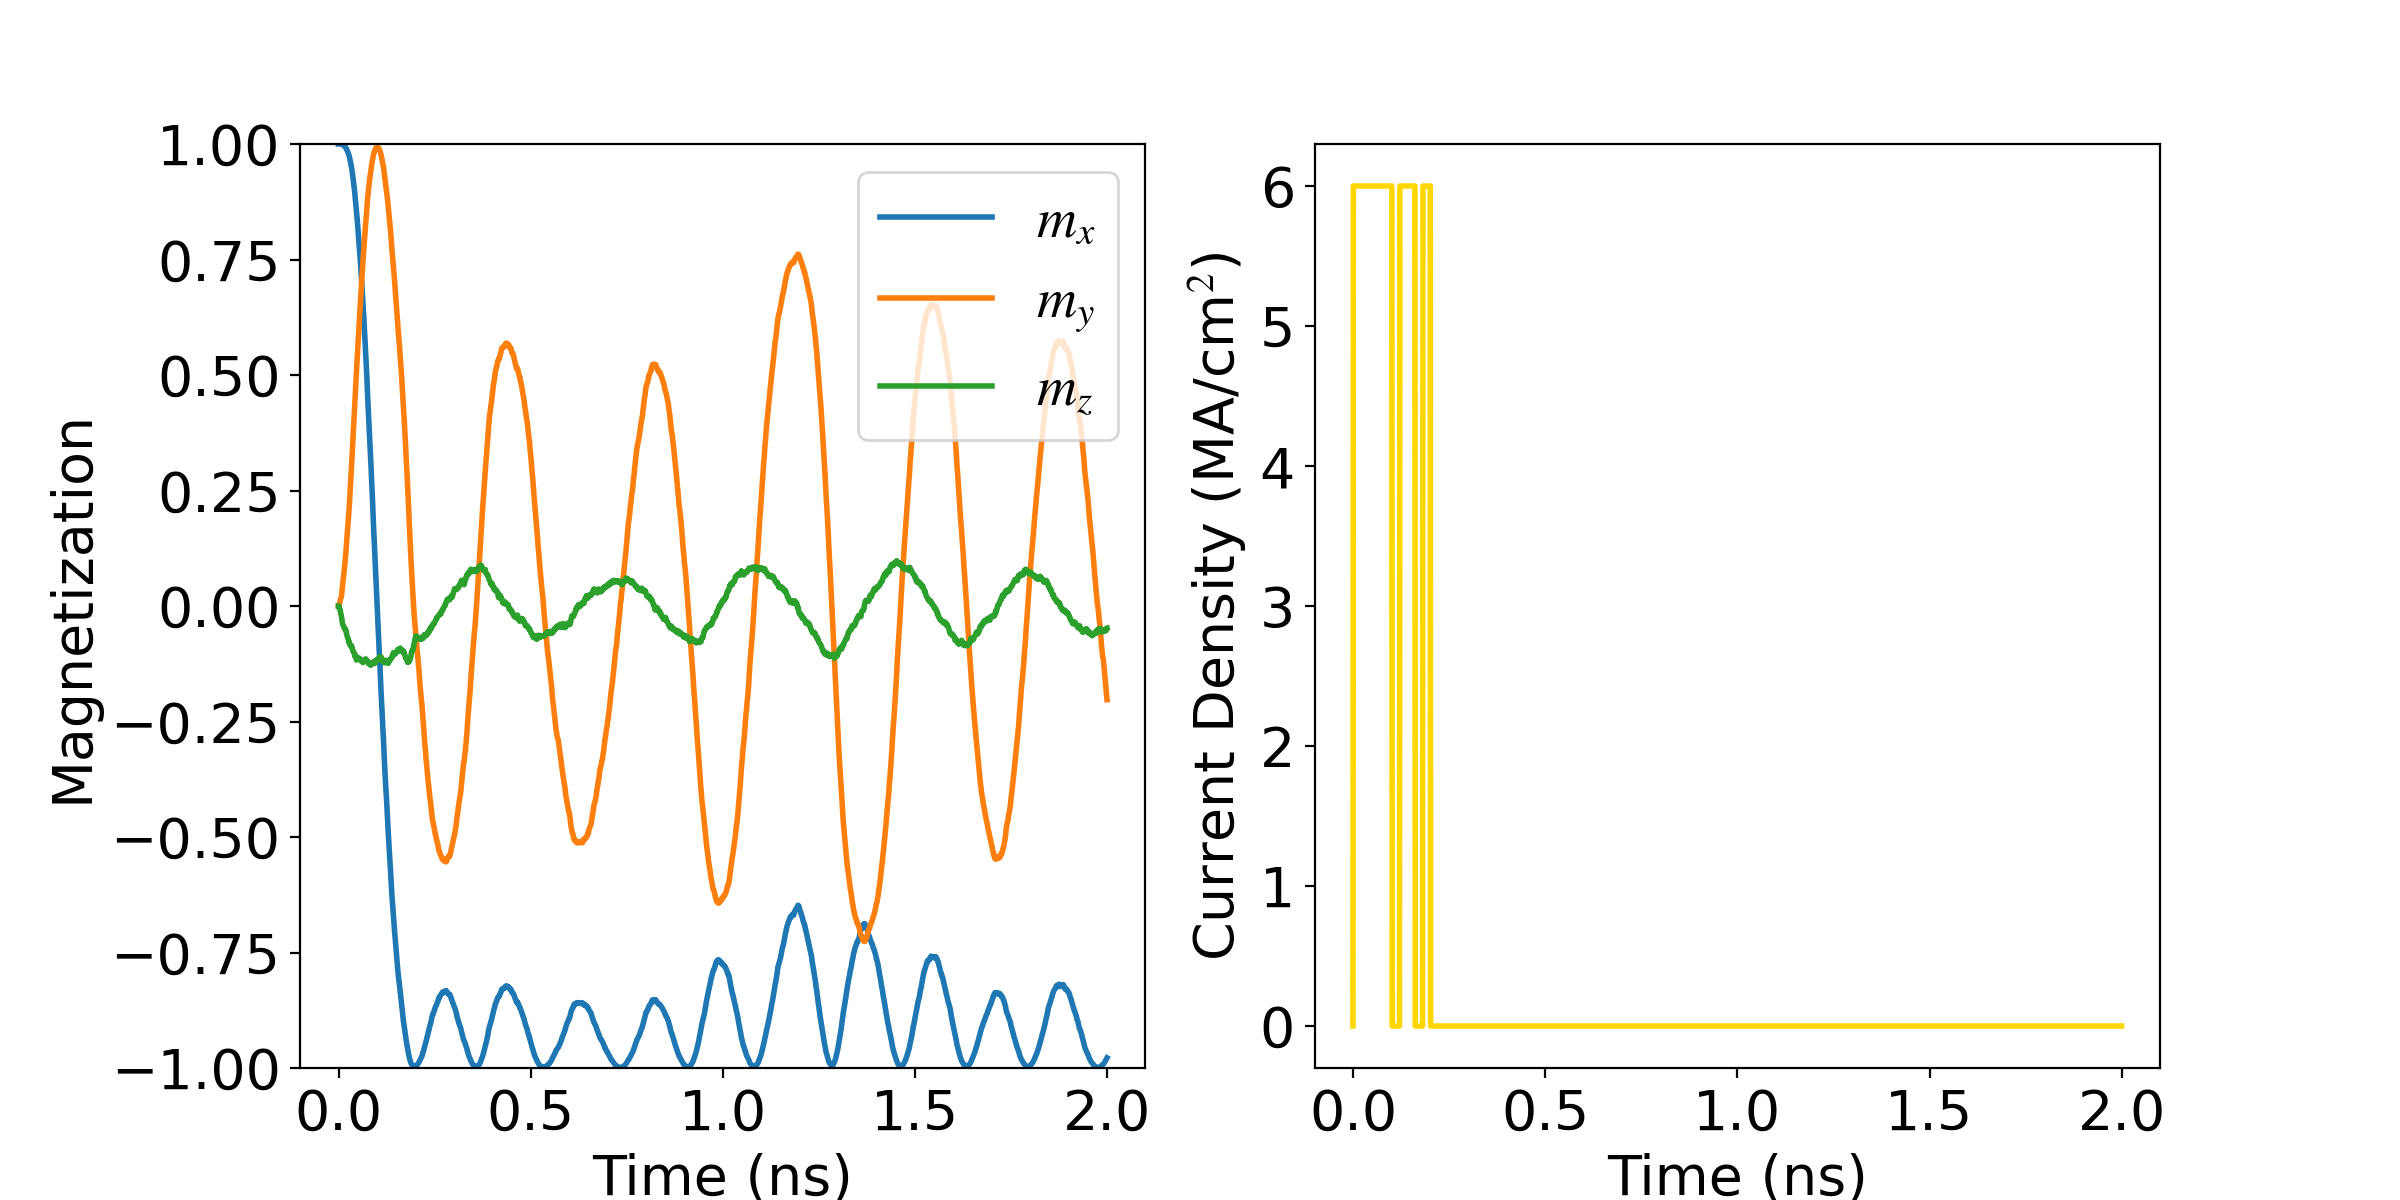 1.00
0.75
0.50
0.25
0.00
−0.25
−0.50
−0.75
−1.00
Magnetization
0.0 0.5 1.0 1.5 2.0
Time (ns)
m_x
m_y
m_z
6
5
4
3
2
1
0
Current Density (MA/cm²)
0.0 0.5 1.0 1.5 2.0
Time (ns)